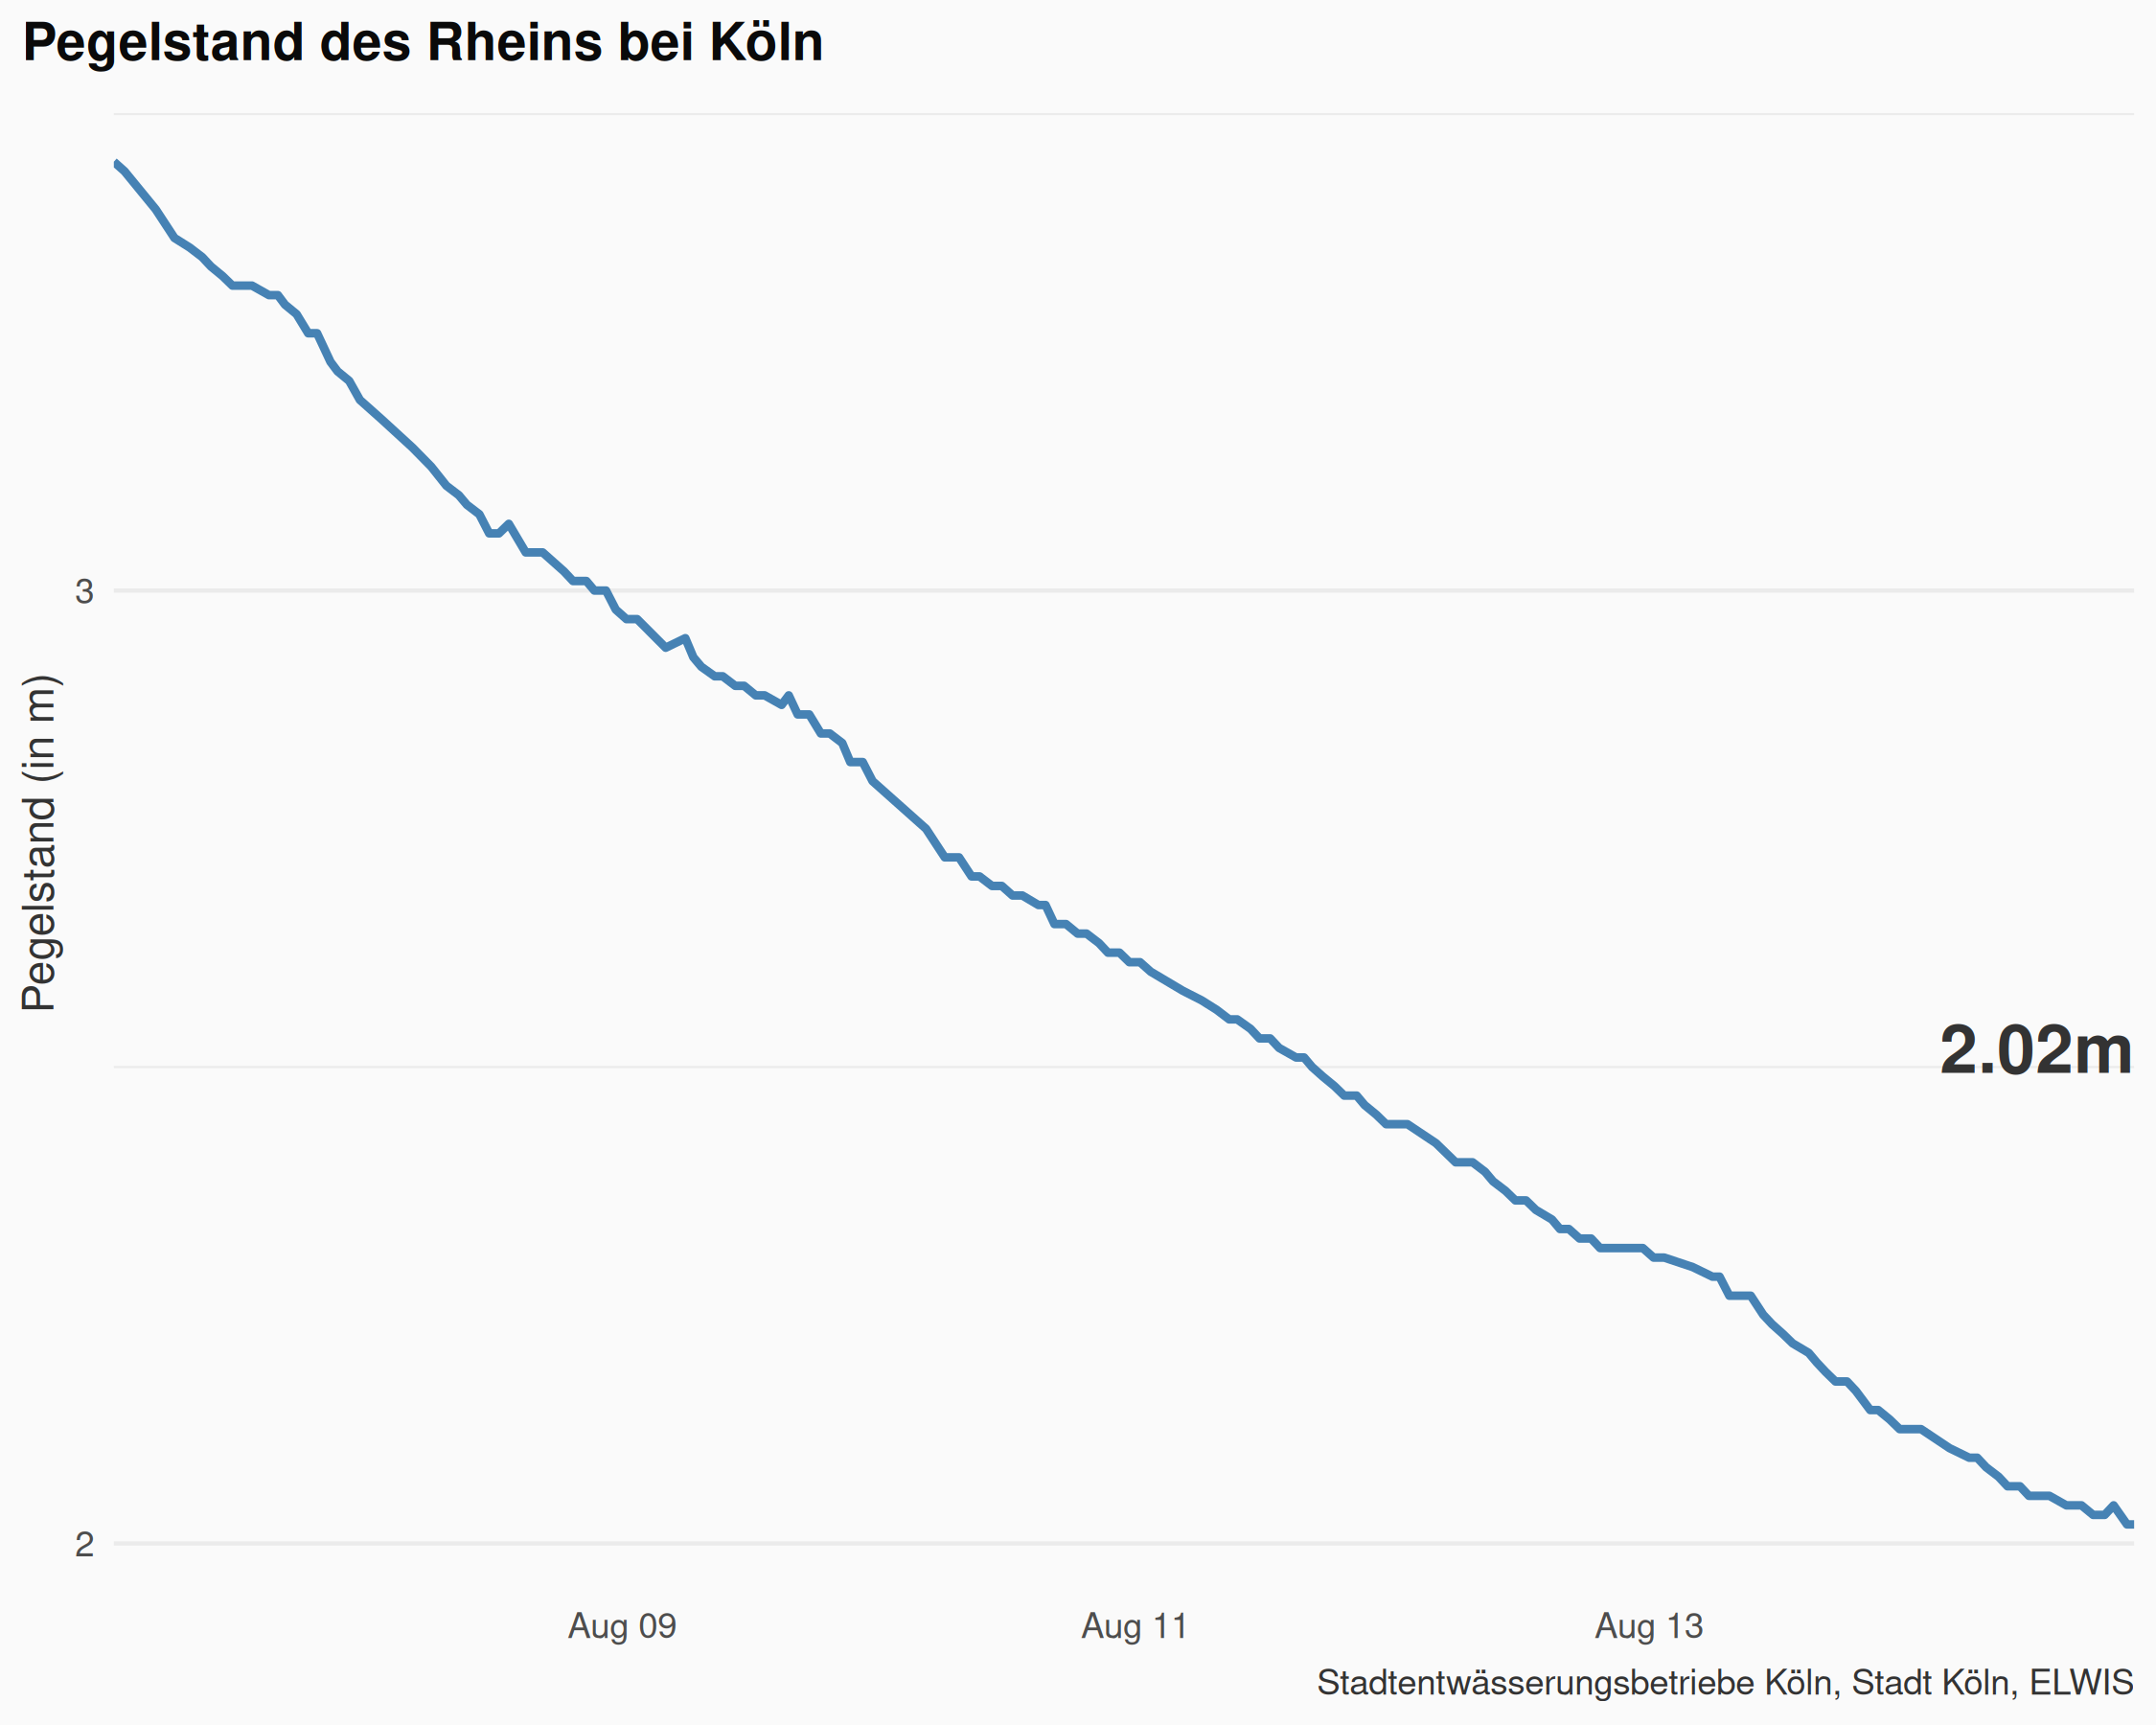 Pegelstand des Rheins bei Köln
Pegelstand (in m)
3
2.02m
2
Aug 09
Aug 11
Aug 13
Stadtentwässerungsbetriebe Köln, Stadt Köln, ELWIS